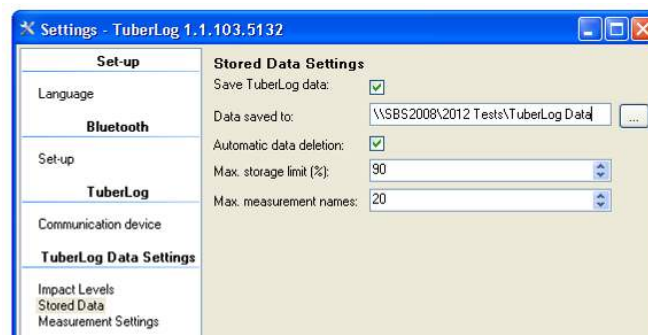 Settings - TuberLog 1.1.103.5132
Set-up
Language
Bluetooth
Set-up
TuberLog
Communication device
TuberLog Data Settings
Impact Levels
Stored Data
Measurement Settings
Stored Data Settings
Save TuberLog data:
Data saved to: \\SBS2008\2012 Tests\TuberLog Data ...
Automatic data deletion:
Max. storage limit (%): 90
Max. measurement names: 20